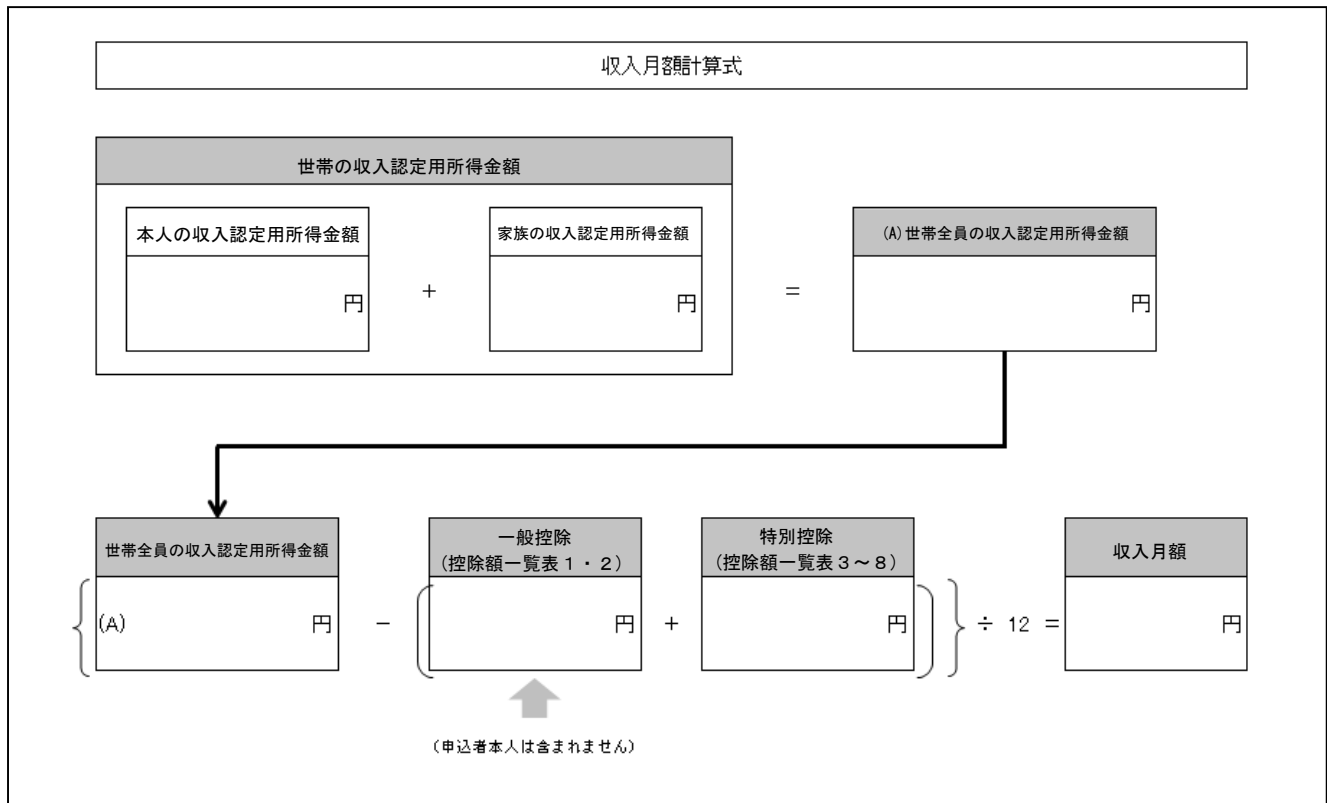 収入月額計算式
世帯の収入認定用所得金額
本人の収入認定用所得金額
円
+
家族の収入認定用所得金額
円
=
(A)世帯全員の収入認定用所得金額
円
世帯全員の収入認定用所得金額
{
(A)
円
－
一般控除
(控除額一覧表１・２)
(
円
+
特別控除
(控除額一覧表３～８)
円
)
}
÷ 12 =
収入月額
円
(申込者本人は含まれません)